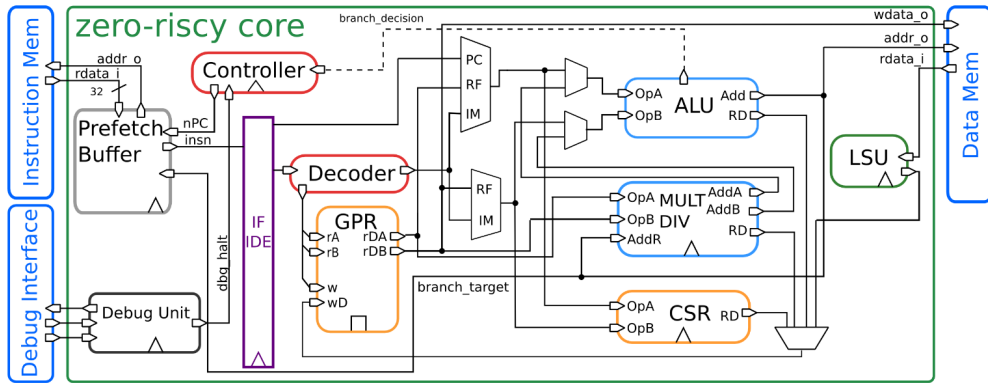 zero-riscy core
branch_decision
wdata_o
addr_o
rdata_i
Instruction Mem
addr_o
rdata_i
32
Controller
PC
RF
IM
OpA
OpB
ALU
Add
RD
Data Mem
Prefetch
Buffer
nPC
insn
LSU
Decoder
RF
IM
OpA
OpB
AddR
MULT
DIV
AddA
AddB
RD
IF
IDE
GPR
rA
rB
rDA
rDB
w
wD
dbg_halt
branch_target
Debug Interface
Debug Unit
OpA
OpB
CSR
RD